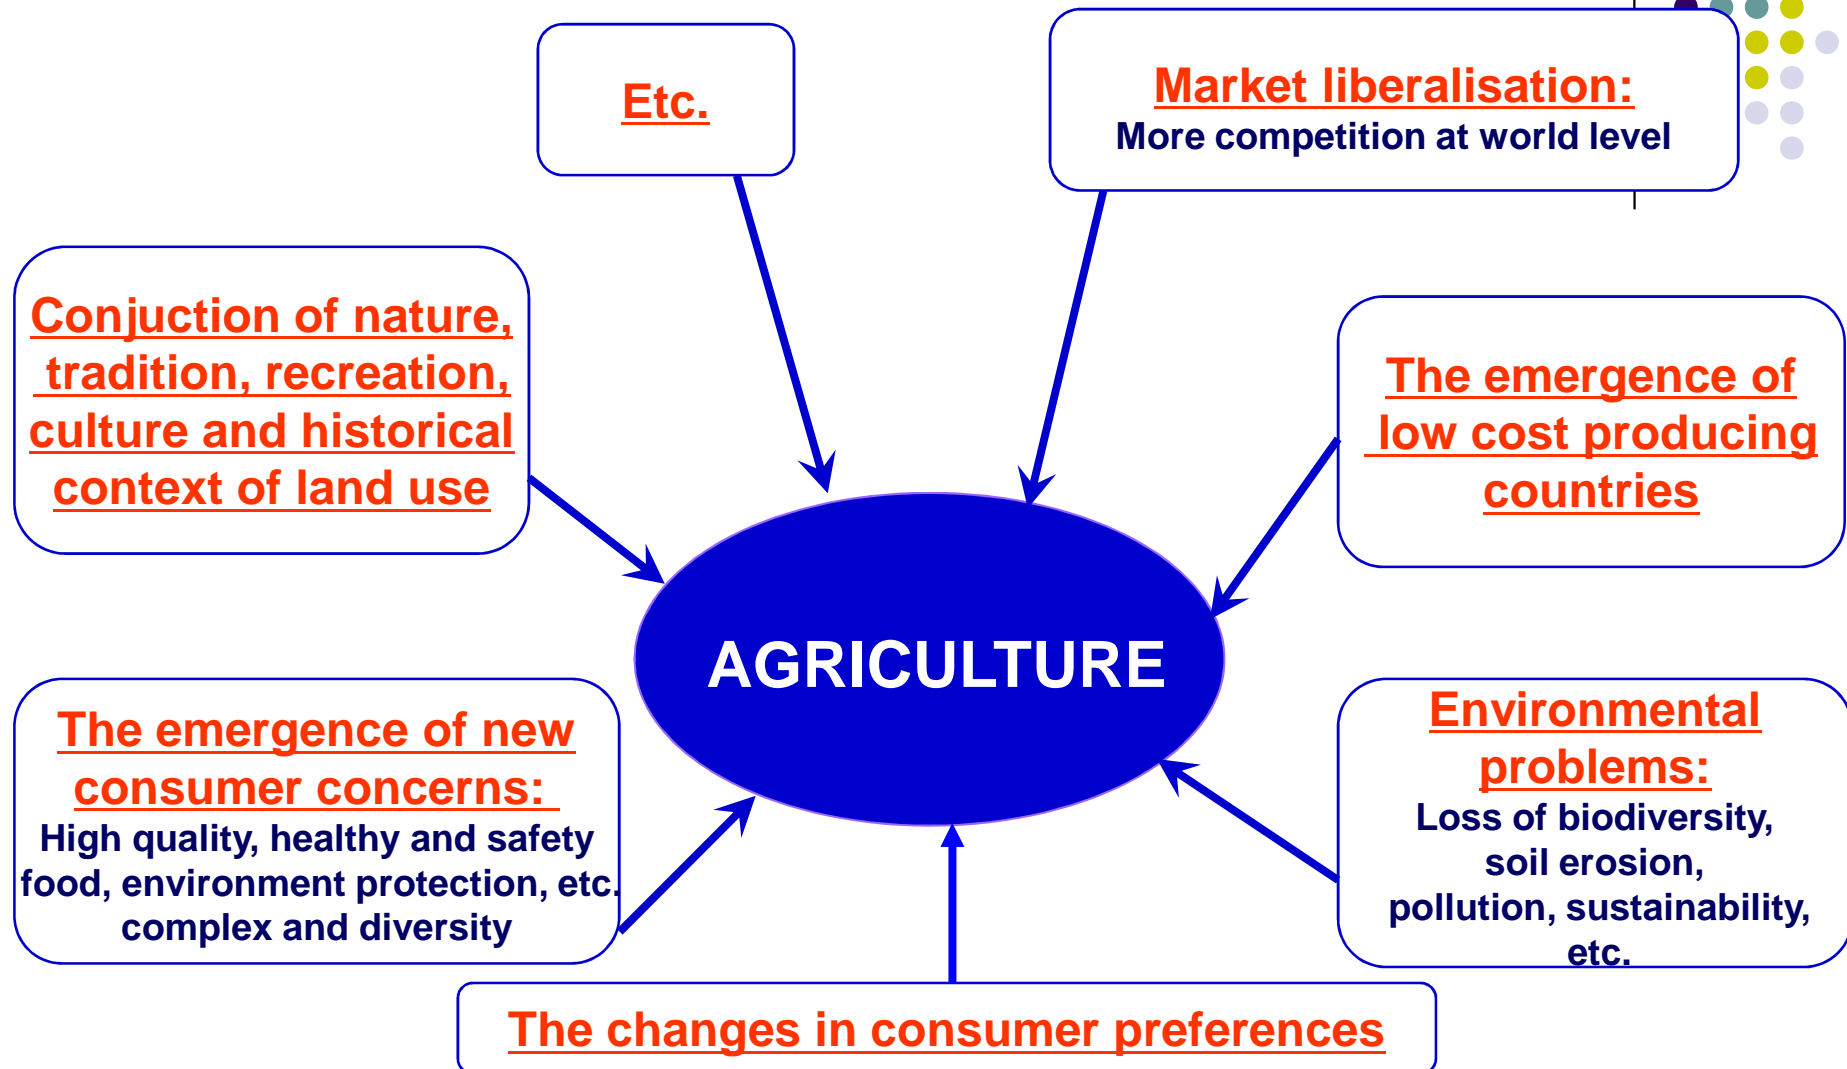 Etc.
Market liberalisation:
More competition at world level
Conjuction of nature,
tradition, recreation,
culture and historical
context of land use
The emergence of
low cost producing
countries
AGRICULTURE
The emergence of new
consumer concerns:
High quality, healthy and safety
food, environment protection, etc.
complex and diversity
Environmental
problems:
Loss of biodiversity,
soil erosion,
pollution, sustainability,
etc.
The changes in consumer preferences